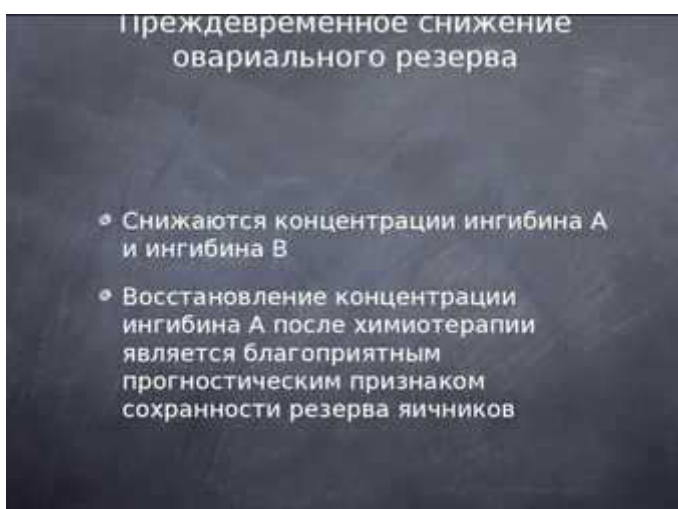 Преждевременное снижение
овариального резерва
Снижаются концентрации ингибина А
и ингибина В
Восстановление концентрации
ингибина А после химиотерапии
является благоприятным
прогностическим признаком
сохранности резерва яичников